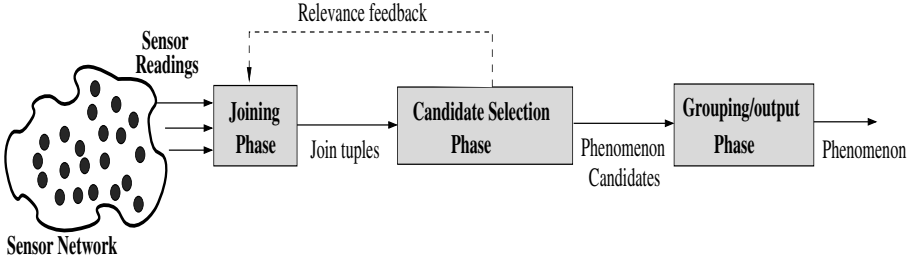 Relevance feedback
Sensor
Readings
Joining
Phase
Join tuples
Candidate Selection
Phase
Phenomenon
Candidates
Grouping/output
Phase
Phenomenon
Sensor Network